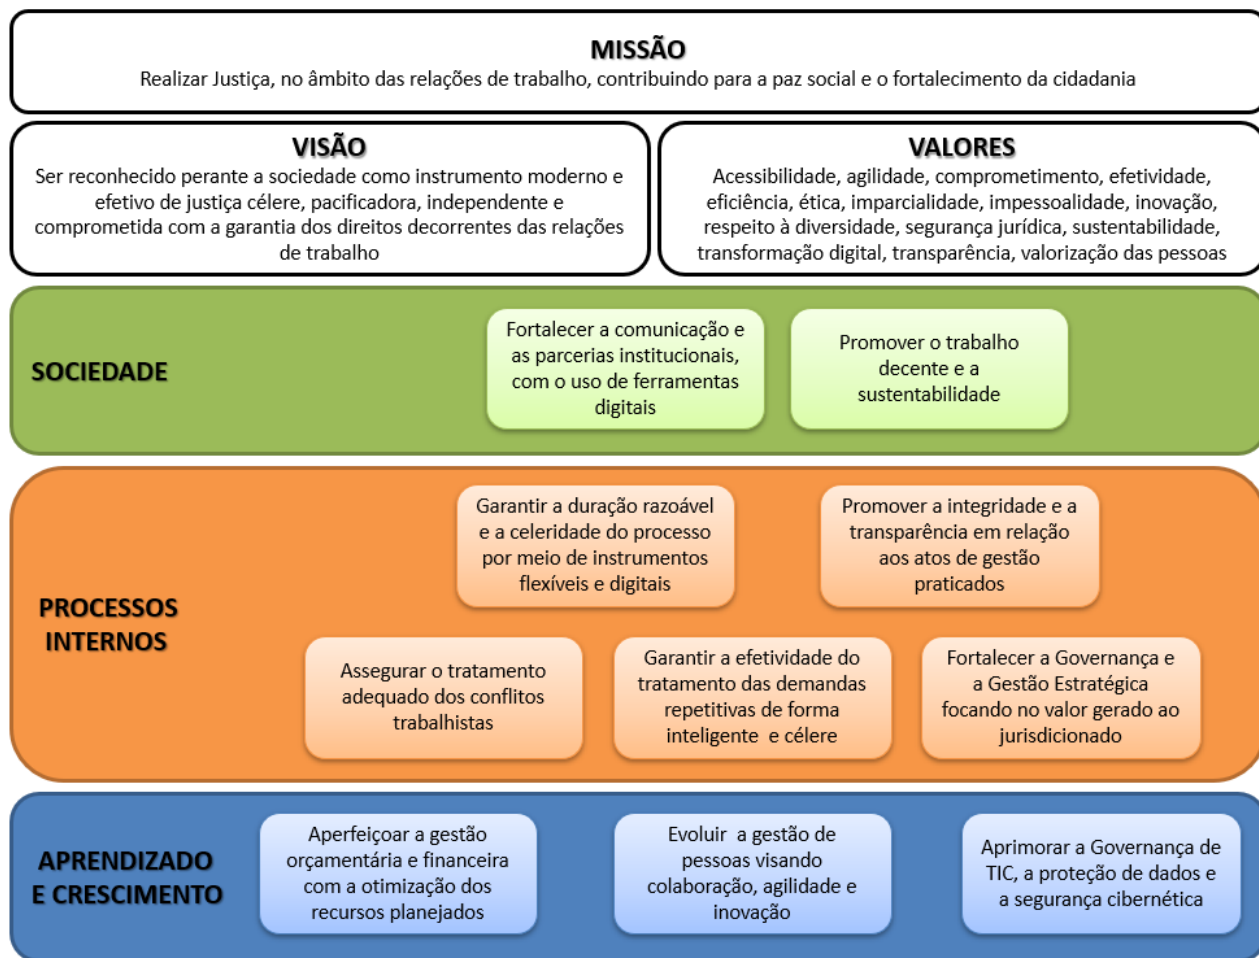 MISSÃO
Realizar Justiça, no âmbito das relações de trabalho, contribuindo para a paz social e o fortalecimento da cidadania
VISÃO
Ser reconhecido perante a sociedade como instrumento moderno e
efetivo de justiça célere, pacificadora, independente e
comprometida com a garantia dos direitos decorrentes das relações
de trabalho
VALORES
Acessibilidade, agilidade, comprometimento, efetividade,
eficiência, ética, imparcialidade, impessoalidade, inovação,
respeito à diversidade, segurança jurídica, sustentabilidade,
transformação digital, transparência, valorização das pessoas
SOCIEDADE
Fortalecer a comunicação e
as parcerias institucionais,
com o uso de ferramentas
digitais
Promover o trabalho
decente e a
sustentabilidade
PROCESSOS
INTERNOS
Garantir a duração razoável
e a celeridade do processo
por meio de instrumentos
flexíveis e digitais
Promover a integridade e a
transparência em relação
aos atos de gestão
praticados
Assegurar o tratamento
adequado dos conflitos
trabalhistas
Garantir a efetividade do
tratamento das demandas
repetitivas de forma
inteligente e célere
Fortalecer a Governança e
a Gestão Estratégica
focando no valor gerado ao
jurisdicionado
APRENDIZADO
E CRESCIMENTO
Aperfeiçoar a gestão
orçamentária e financeira
com a otimização dos
recursos planejados
Evoluir a gestão de
pessoas visando
colaboração, agilidade e
inovação
Aprimorar a Governança de
TIC, a proteção de dados e
a segurança cibernética